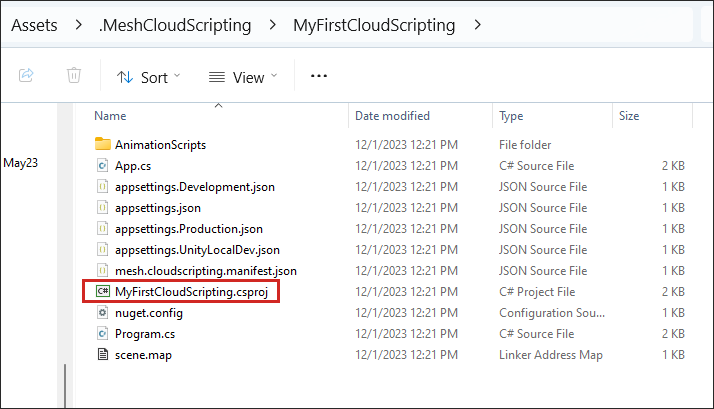 Assets > .MeshCloudScripting > MyFirstCloudScripting >
Sort View ...
Name Date modified Type Size
May23
AnimationScripts 12/1/2023 12:21 PM File folder
App.cs 12/1/2023 12:21 PM C# Source File 2 KB
appsettings.Development.json 12/1/2023 12:21 PM JSON Source File 1 KB
appsettings.json 12/1/2023 12:21 PM JSON Source File 1 KB
appsettings.Production.json 12/1/2023 12:21 PM JSON Source File 1 KB
appsettings.UnityLocalDev.json 12/1/2023 12:21 PM JSON Source File 1 KB
mesh.cloudscripting.manifest.json 12/1/2023 12:21 PM JSON Source File 1 KB
C# MyFirstCloudScripting.csproj 12/1/2023 12:21 PM C# Project File 2 KB
nuget.config 12/1/2023 12:21 PM Configuration Sou... 1 KB
Program.cs 12/1/2023 12:21 PM C# Source File 2 KB
scene.map 12/1/2023 12:21 PM Linker Address Map 1 KB